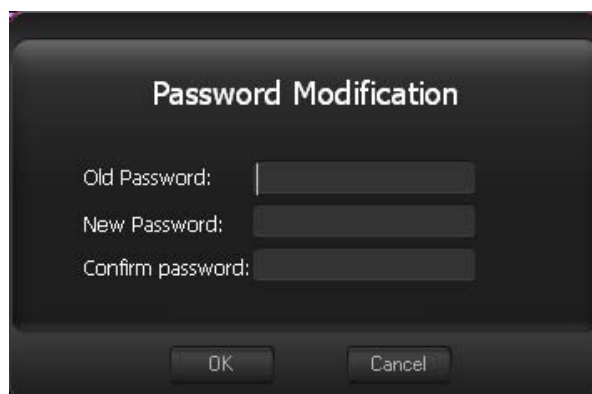 Password Modification
Old Password:
New Password:
Confirm password:
OK Cancel